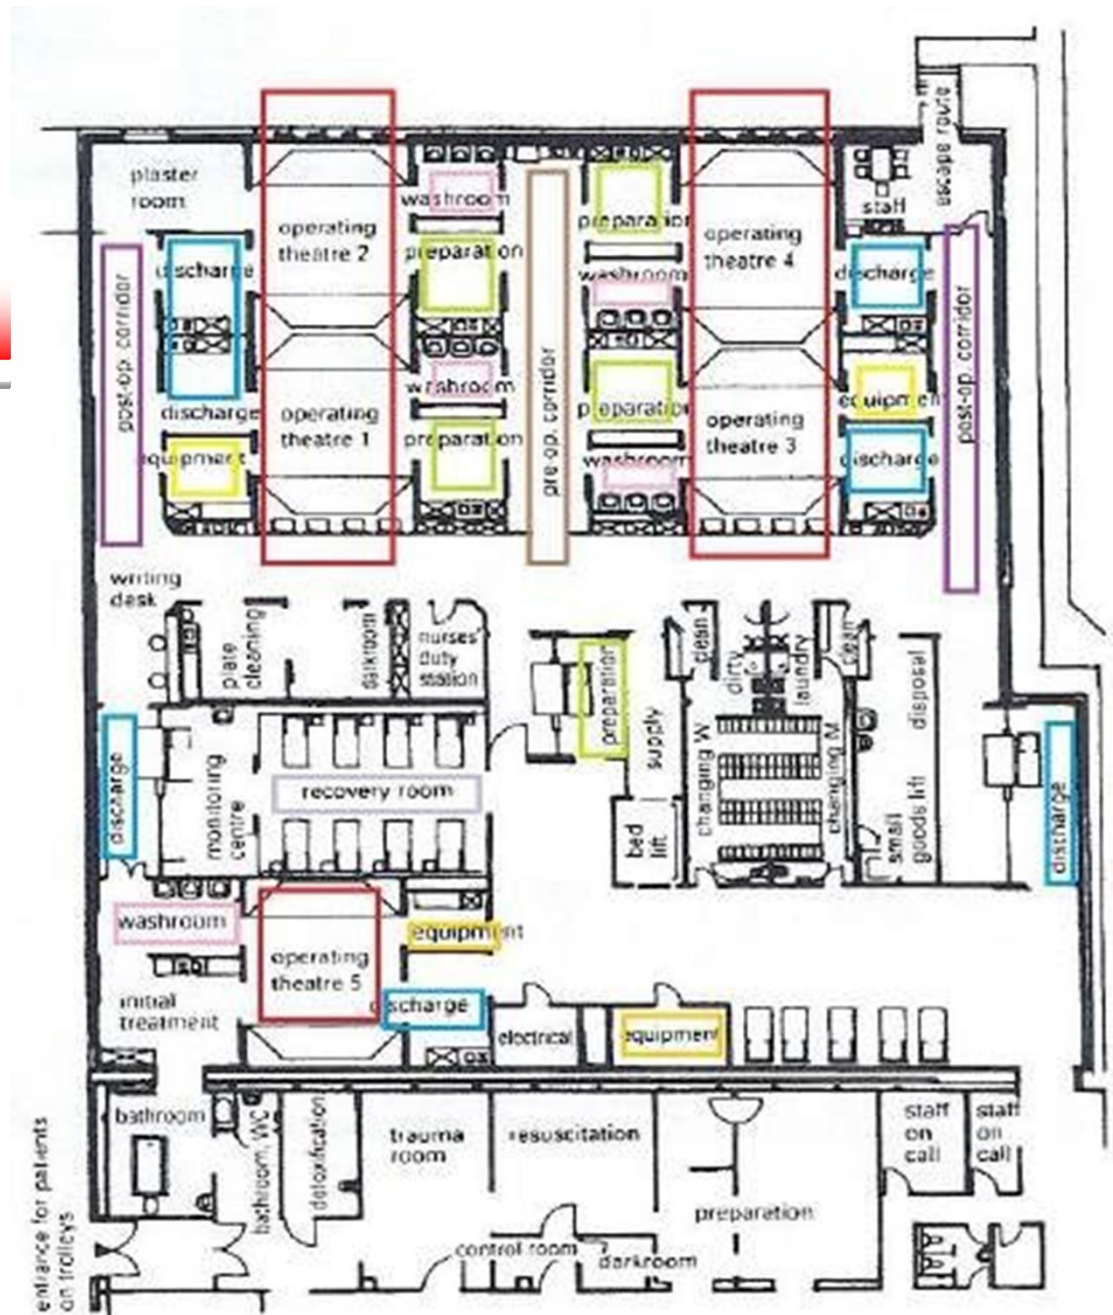 escape route
plaster
room
washroom
preparation
operating
theatre 2
operating
theatre 4
staff
discharge
preparation
washroom
discharge
post-op. corridor
pre-op. corridor
post-op. corridor
washroom
preparation
equipment
discharge
operating
theatre 1
operating
theatre 3
equipment
preparation
washroom
discharge
writing
desk
plate
cleaning
darkroom
nurses'
duty
station
preparation
supply
clean
dirty
laundry
clean
disposal
discharge
monitoring
centre
recovery room
bed
lift
changing W
changing M
small
goods lift
discharge
washroom
equipment
operating
theatre 5
discharge
initial
treatment
electrical
equipment
bathroom
bathroom, WC
detoxification
trauma
room
resuscitation
staff
on
call
staff
on
call
preparation
control room
darkroom
entrance for patients
on trolleys